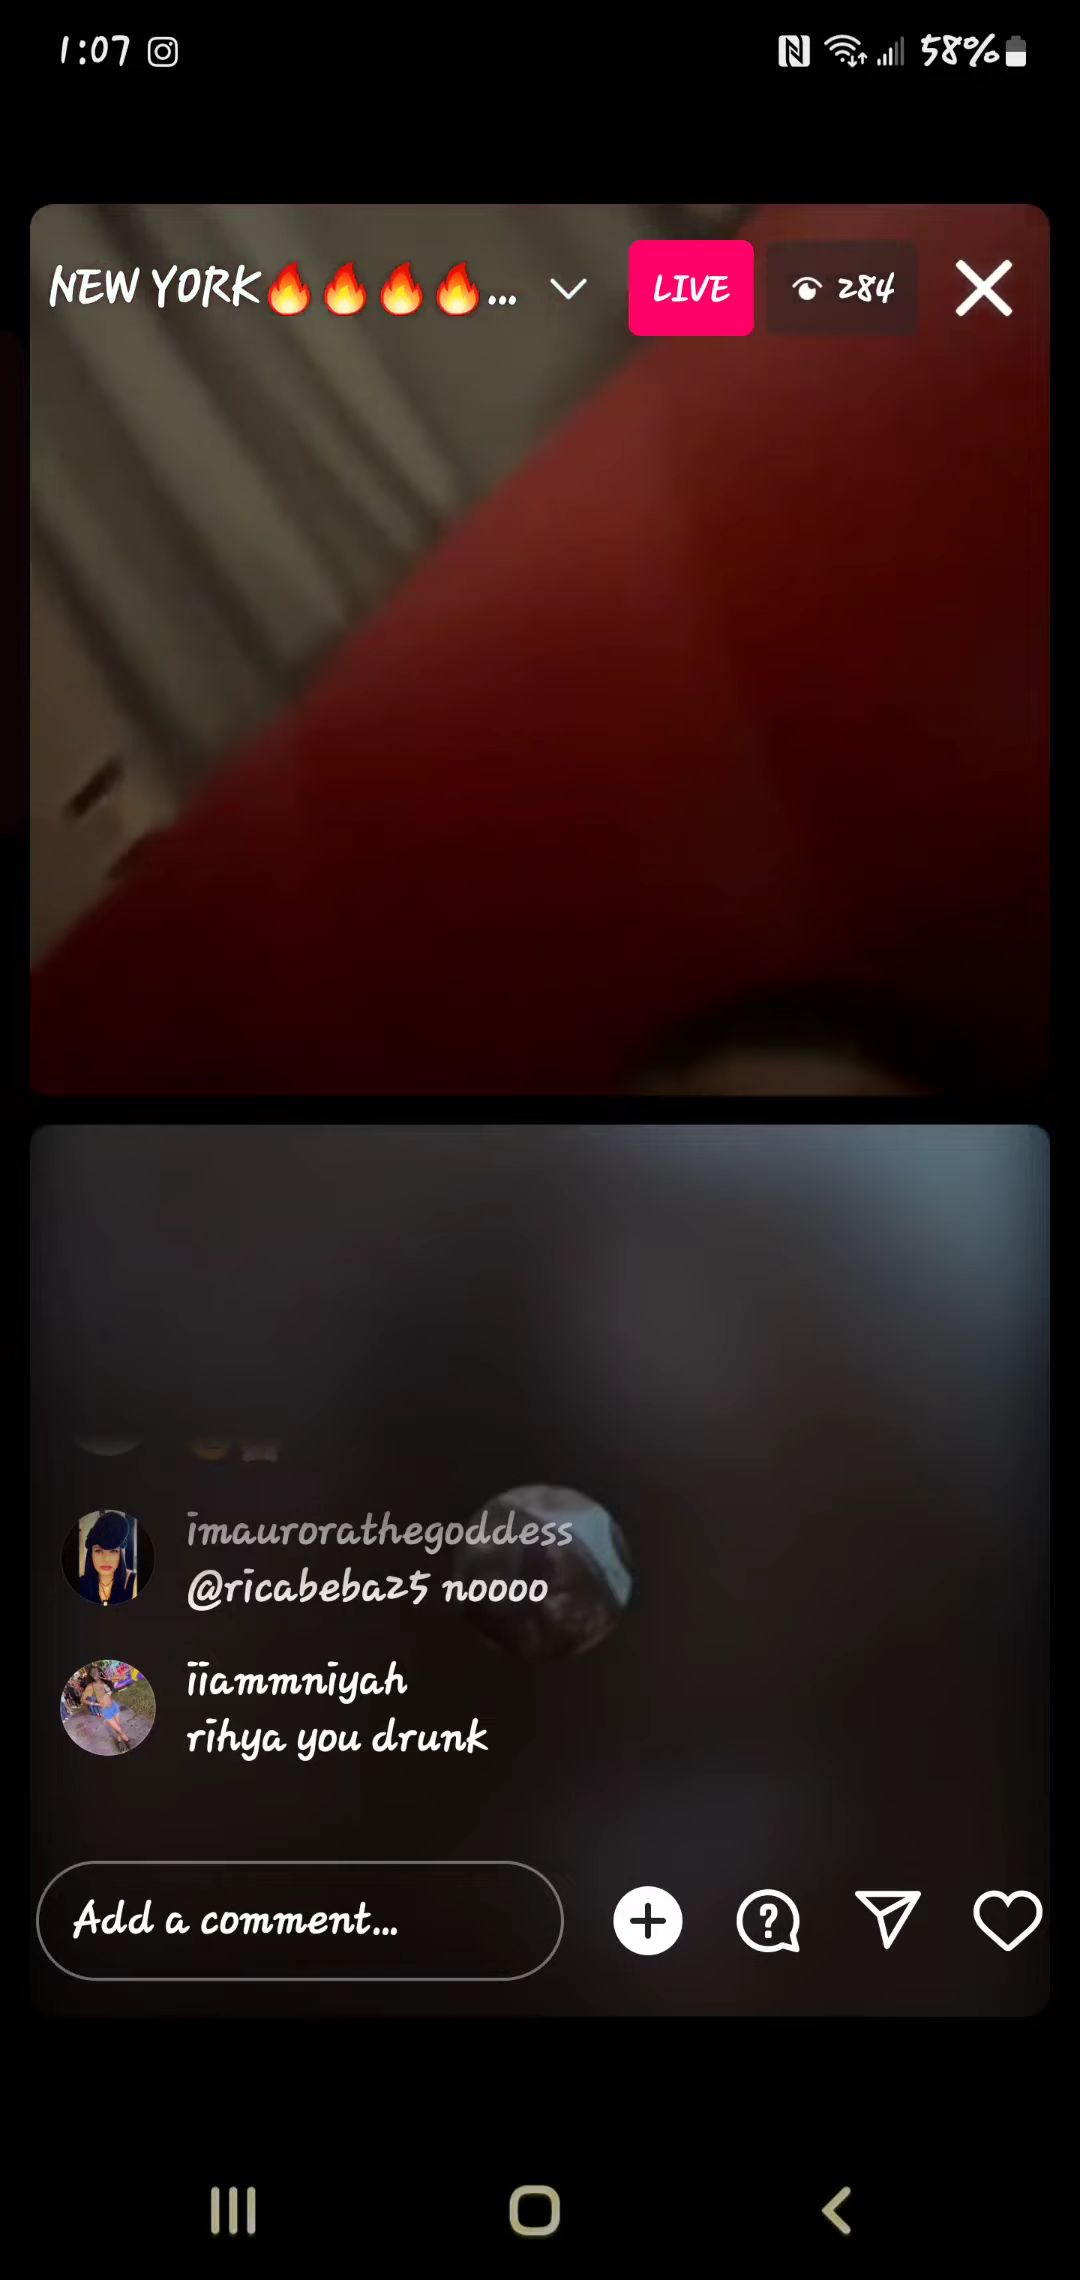 1:07 58%
NEW YORK🔥🔥🔥🔥... LIVE 284
imaurorathegoddess
@ricabeba25 noooo
iiammniyah
rihya you drunk
Add a comment...